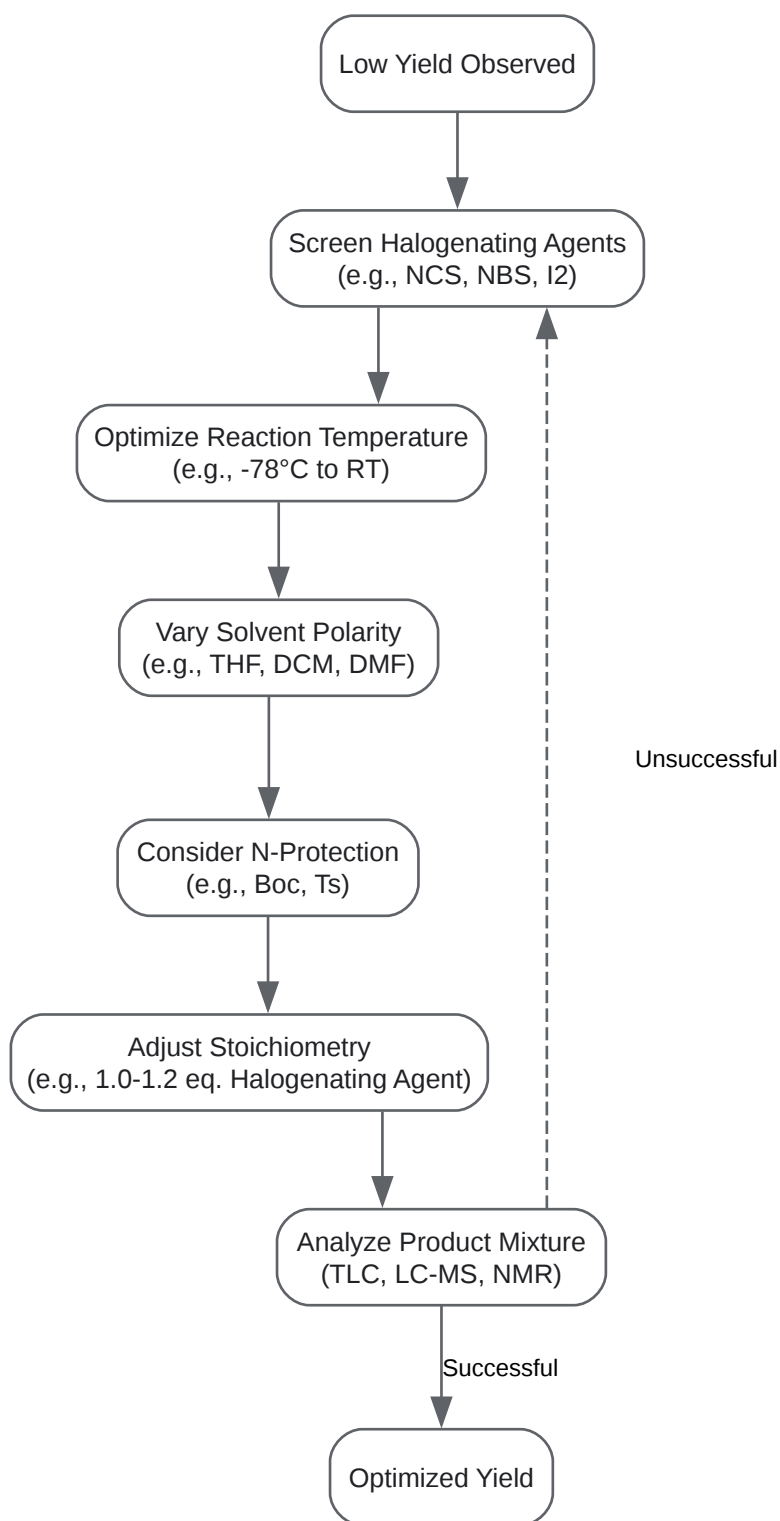 Low Yield Observed
Screen Halogenating Agents
(e.g., NCS, NBS, I2)
Optimize Reaction Temperature
(e.g., -78°C to RT)
Vary Solvent Polarity
(e.g., THF, DCM, DMF)
Unsuccessful
Consider N-Protection
(e.g., Boc, Ts)
Adjust Stoichiometry
(e.g., 1.0-1.2 eq. Halogenating Agent)
Analyze Product Mixture
(TLC, LC-MS, NMR)
Successful
Optimized Yield